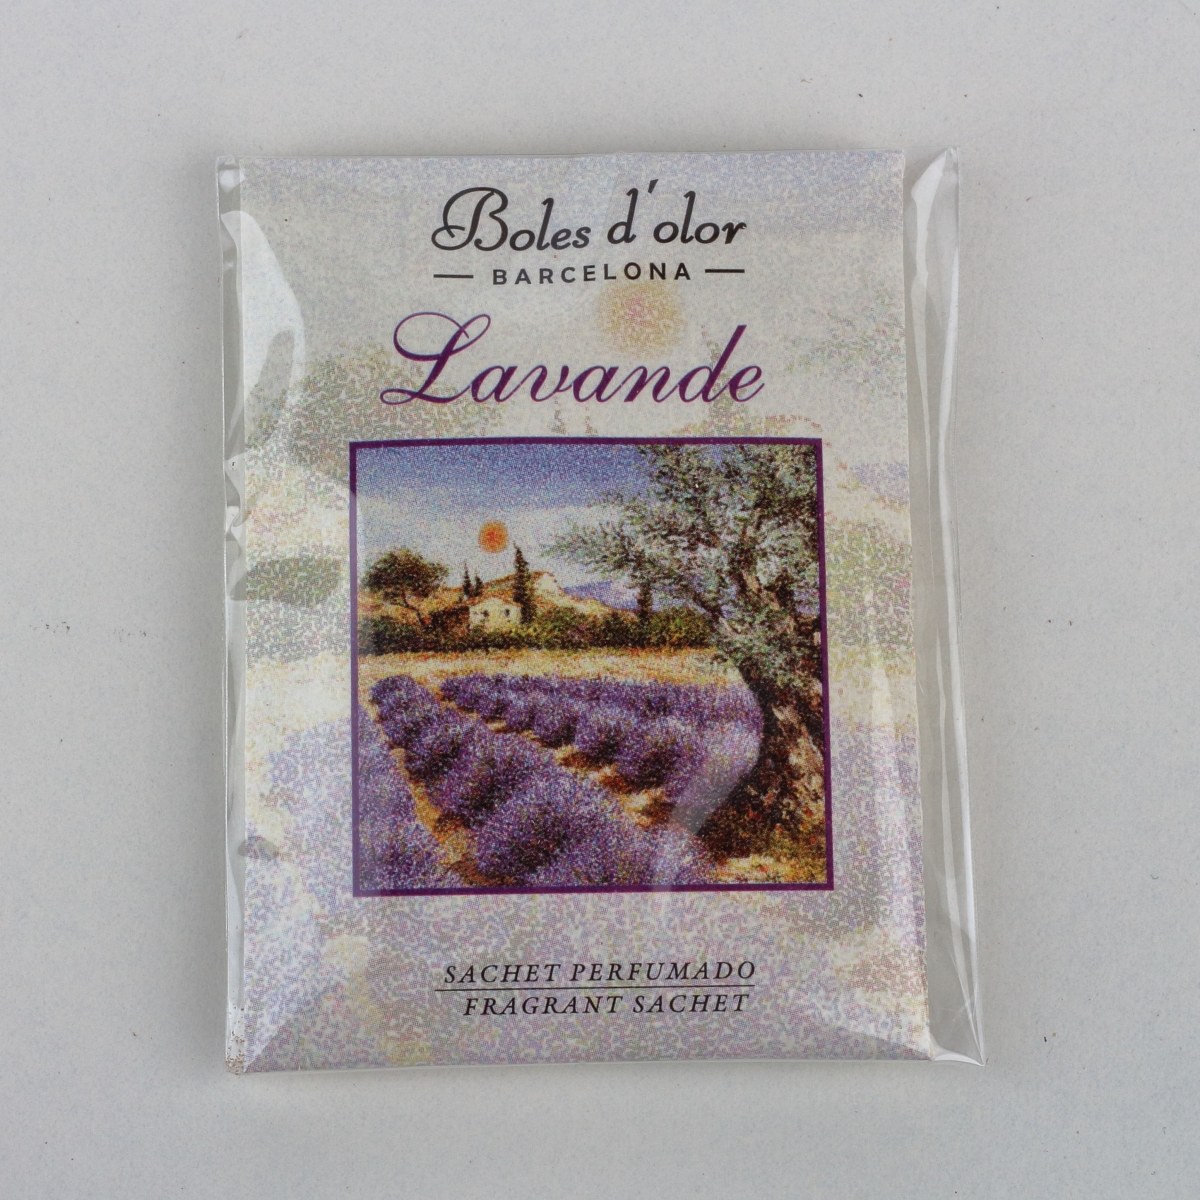 Boles d'olor
BARCELONA
Lavande
SACHET PERFUMADO
FRAGRANT SACHET